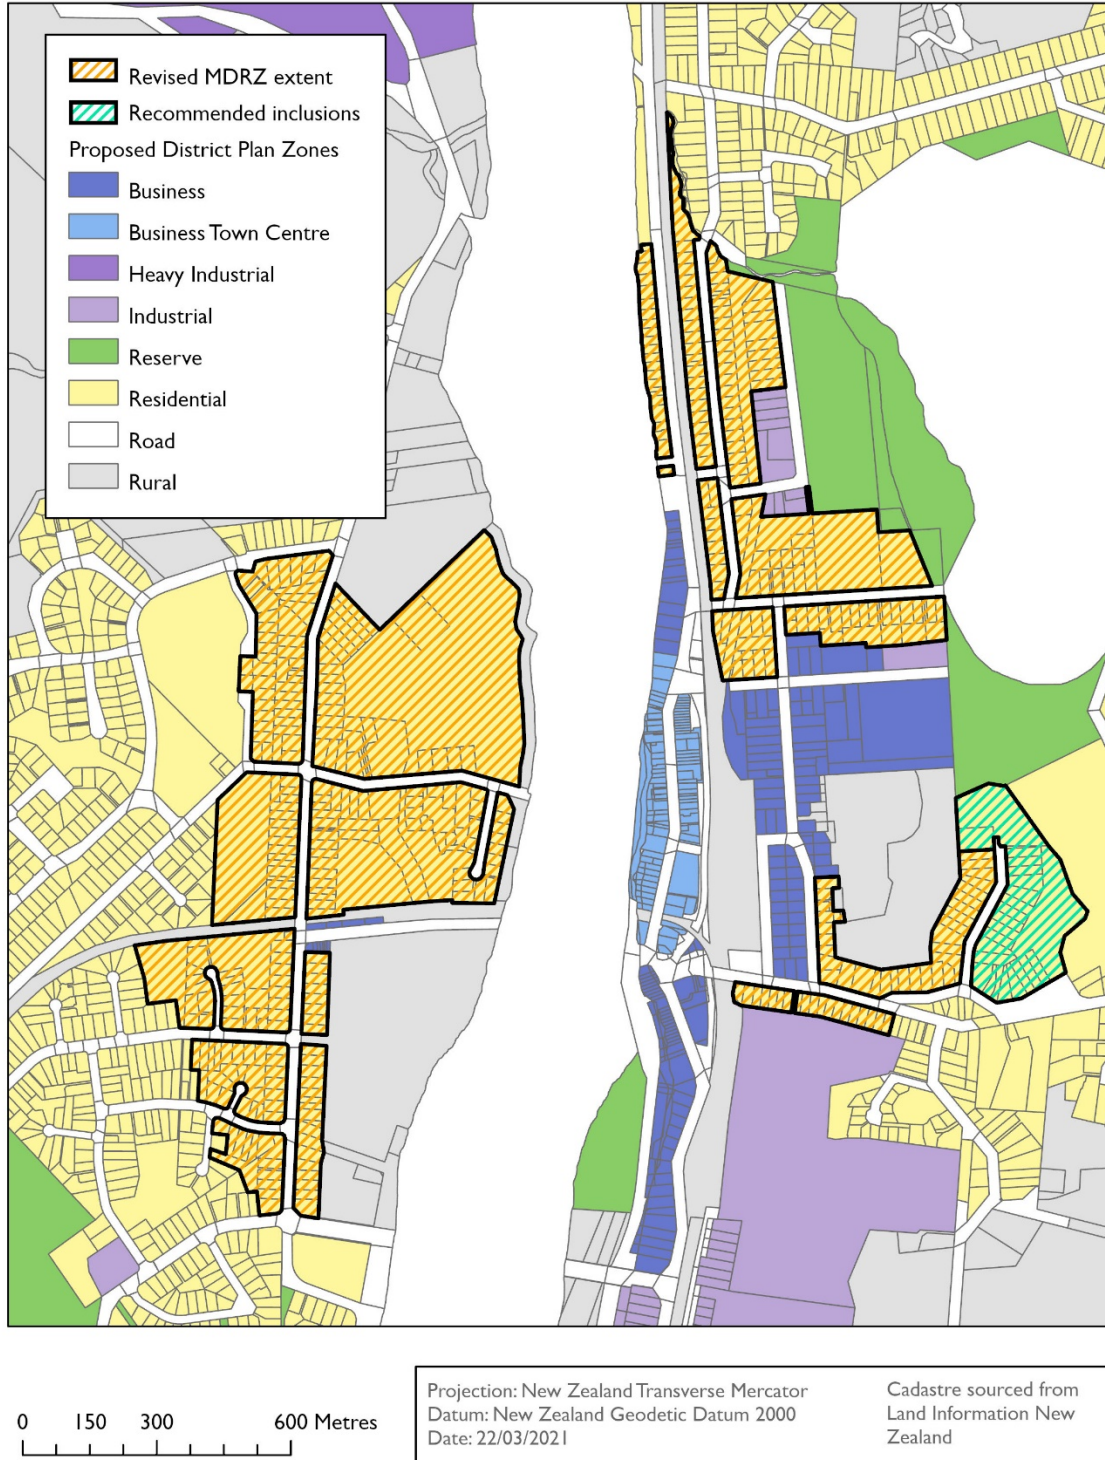 Revised MDRZ extent
Recommended inclusions
Proposed District Plan Zones
Business
Business Town Centre
Heavy Industrial
Industrial
Reserve
Residential
Road
Rural
0 150 300 600 Metres
Projection: New Zealand Transverse Mercator
Datum: New Zealand Geodetic Datum 2000
Date: 22/03/2021
Cadastre sourced from
Land Information New
Zealand